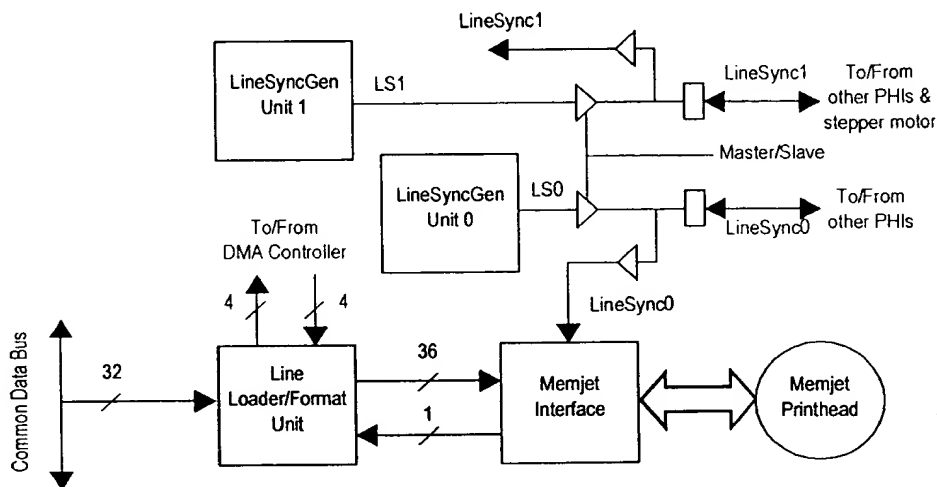 LineSync1
LineSyncGen
Unit 1
LS1
LineSync1
To/From
other PHIs &
stepper motor
Master/Slave
LineSyncGen
Unit 0
LS0
LineSync0
To/From
other PHIs
To/From
DMA Controller
4
4
LineSync0
Common Data Bus
32
Line
Loader/Format
Unit
36
1
Memjet
Interface
Memjet
Printhead